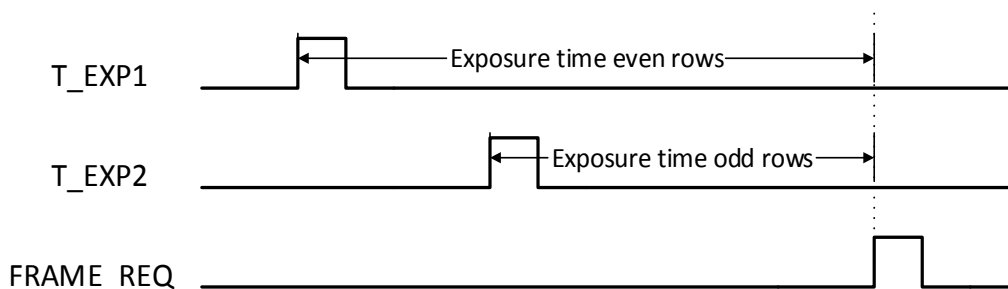 T_EXP1
Exposure time even rows
T_EXP2
Exposure time odd rows
FRAME_REQ